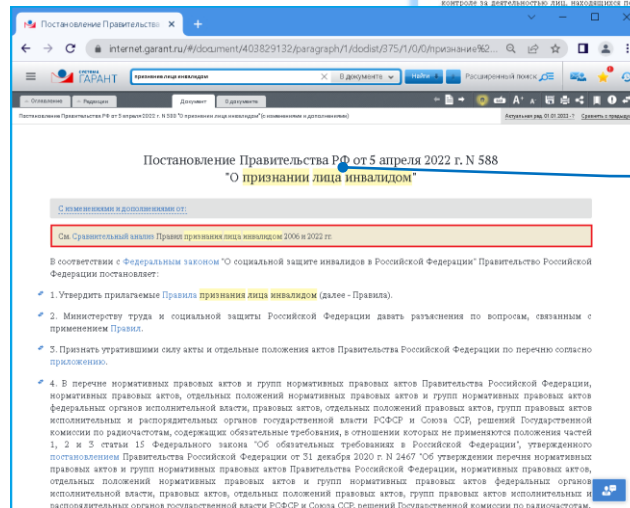 контроле за деятельностью лиц, находящихся
Постановление Правительства
internet.garant.ru/#/document/403829132/paragraph/1/doclist/375/1/0/0/признание%2...
СИСТЕМА
ГАРАНТ
признание лица инвалидом
В документе
Найти
Расширенный поиск
Оглавление
Редакции
Документ
О документе
Постановление Правительства РФ от 5 апреля 2022 г. N 588 "О признании лица инвалидом" (с изменениями и дополнениями)
Актуальная ред. 01.01.2023 - ?
Сравнить с предыдущ
Постановление Правительства РФ от 5 апреля 2022 г. N 588
"О признании лица инвалидом"
С изменениями и дополнениями от:
См. Сравнительный анализ Правил признания лица инвалидом 2006 и 2022 гг.
В соответствии с Федеральным законом "О социальной защите инвалидов в Российской Федерации" Правительство Российской
Федерации постановляет:
1. Утвердить прилагаемые Правила признания лица инвалидом (далее - Правила).
2. Министерству труда и социальной защиты Российской Федерации давать разъяснения по вопросам, связанным с
применением Правил.
3. Признать утратившими силу акты и отдельные положения актов Правительства Российской Федерации по перечню согласно
приложению.
4. В перечне нормативных правовых актов и групп нормативных правовых актов Правительства Российской Федерации,
нормативных правовых актов, отдельных положений нормативных правовых актов и групп нормативных правовых актов
федеральных органов исполнительной власти, правовых актов, отдельных положений правовых актов, групп правовых актов
исполнительных и распорядительных органов государственной власти РСФСР и Союза ССР, решений Государственной
комиссии по радиочастотам, содержащих обязательные требования, в отношении которых не применяются положения частей
1, 2 и 3 статьи 15 Федерального закона "Об обязательных требованиях в Российской Федерации", утвержденного
постановлением Правительства Российской Федерации от 31 декабря 2020 г. N 2467 "Об утверждении перечня нормативных
правовых актов и групп нормативных правовых актов Правительства Российской Федерации, нормативных правовых актов,
отдельных положений нормативных правовых актов и групп нормативных правовых актов федеральных органов
исполнительной власти, правовых актов, отдельных положений правовых актов, групп правовых актов исполнительных и
распорядительных органов государственной власти РСФСР и Союза ССР, решений Государственной комиссии по радиочастотам,